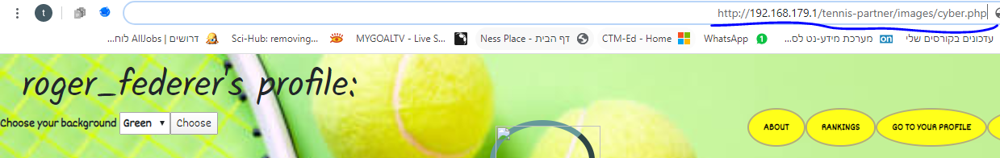 http://192.168.179.1/tennis-partner/images/cyber.php
t
עדכונים בקורסים שלי
on מערכת מידע-נט לס...
WhatsApp 1
CTM-Ed - Home
Ness Place - דף הבית
MYGOALTV - Live S...
Sci-Hub: removing...
דרושים | AllJobs לוח...
roger_federer's profile:
Choose your background Green Choose
ABOUT RANKINGS GO TO YOUR PROFILE